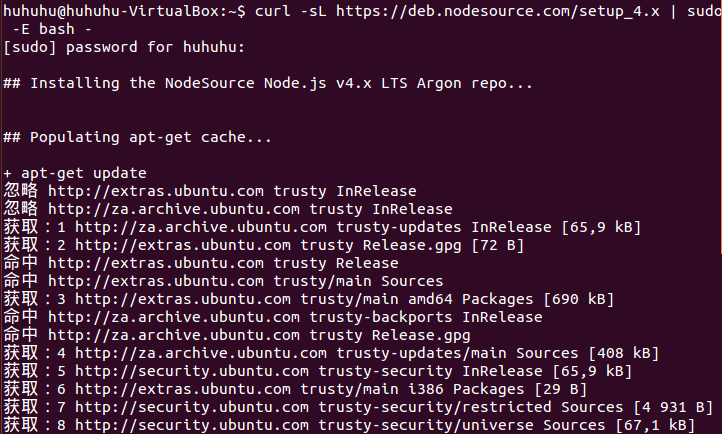 huhuhu@huhuhu-VirtualBox:~$ curl -sL https://deb.nodesource.com/setup_4.x | sudo
 -E bash -
[sudo] password for huhuhu:
## Installing the NodeSource Node.js v4.x LTS Argon repo...
## Populating apt-get cache...
+ apt-get update
忽略 http://extras.ubuntu.com trusty InRelease
忽略 http://za.archive.ubuntu.com trusty InRelease
获取：1 http://za.archive.ubuntu.com trusty-updates InRelease [65,9 kB]
获取：2 http://extras.ubuntu.com trusty Release.gpg [72 B]
命中 http://extras.ubuntu.com trusty Release
命中 http://extras.ubuntu.com trusty/main Sources
获取：3 http://extras.ubuntu.com trusty/main amd64 Packages [690 kB]
命中 http://za.archive.ubuntu.com trusty-backports InRelease
命中 http://za.archive.ubuntu.com trusty Release.gpg
获取：4 http://za.archive.ubuntu.com trusty-updates/main Sources [408 kB]
获取：5 http://security.ubuntu.com trusty-security InRelease [65,9 kB]
获取：6 http://extras.ubuntu.com trusty/main i386 Packages [29 B]
获取：7 http://security.ubuntu.com trusty-security/restricted Sources [4 931 B]
获取：8 http://security.ubuntu.com trusty-security/universe Sources [67,1 kB]